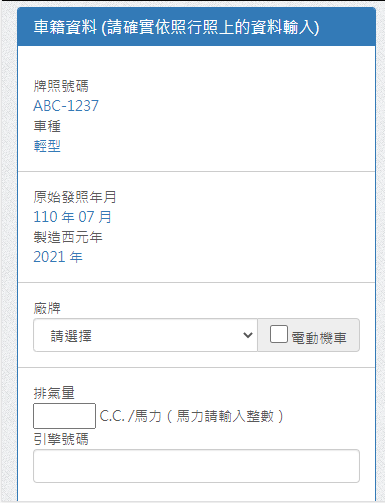 車籍資料 (請確實依照行照上的資料輸入)
牌照號碼
ABC-1237
車種
輕型
原始發照年月
110 年 07 月
製造西元年
2021 年
廠牌
請選擇 電動機車
排氣量
C.C. /馬力 ( 馬力請輸入整數 )
引擎號碼